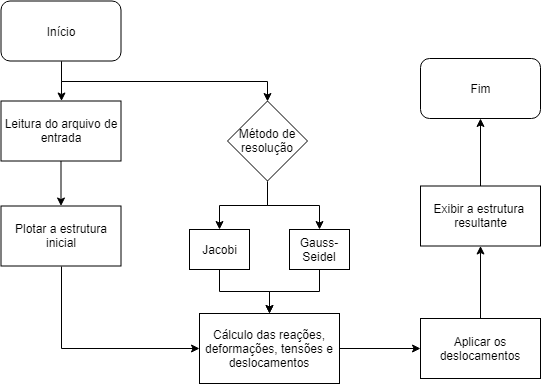 Início
Leitura do arquivo de
entrada
Plotar a estrutura
inicial
Método de
resolução
Jacobi
Gauss-
Seidel
Cálculo das reações,
deformações, tensões e
deslocamentos
Aplicar os
deslocamentos
Exibir a estrutura
resultante
Fim